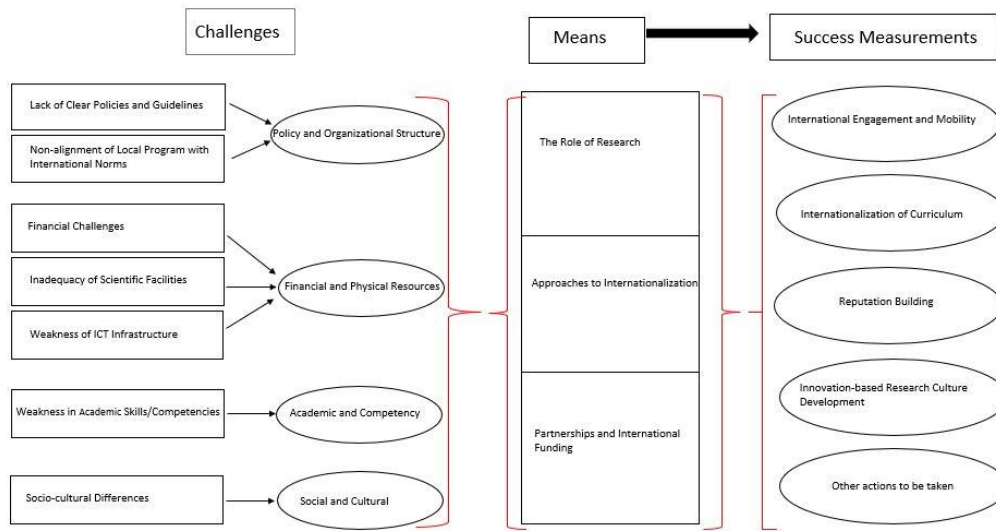 Challenges
Means
Success Measurements
Lack of Clear Policies and Guidelines
Non-alignment of Local Program with
International Norms
Policy and Organizational Structure
Financial Challenges
Inadequacy of Scientific Facilities
Weakness of ICT Infrastructure
Financial and Physical Resources
Weakness in Academic Skills/Competencies
Academic and Competency
Socio-cultural Differences
Social and Cultural
The Role of Research
Approaches to Internationalization
Partnerships and International
Funding
International Engagement and Mobility
Internationalization of Curriculum
Reputation Building
Innovation-based Research Culture
Development
Other actions to be taken